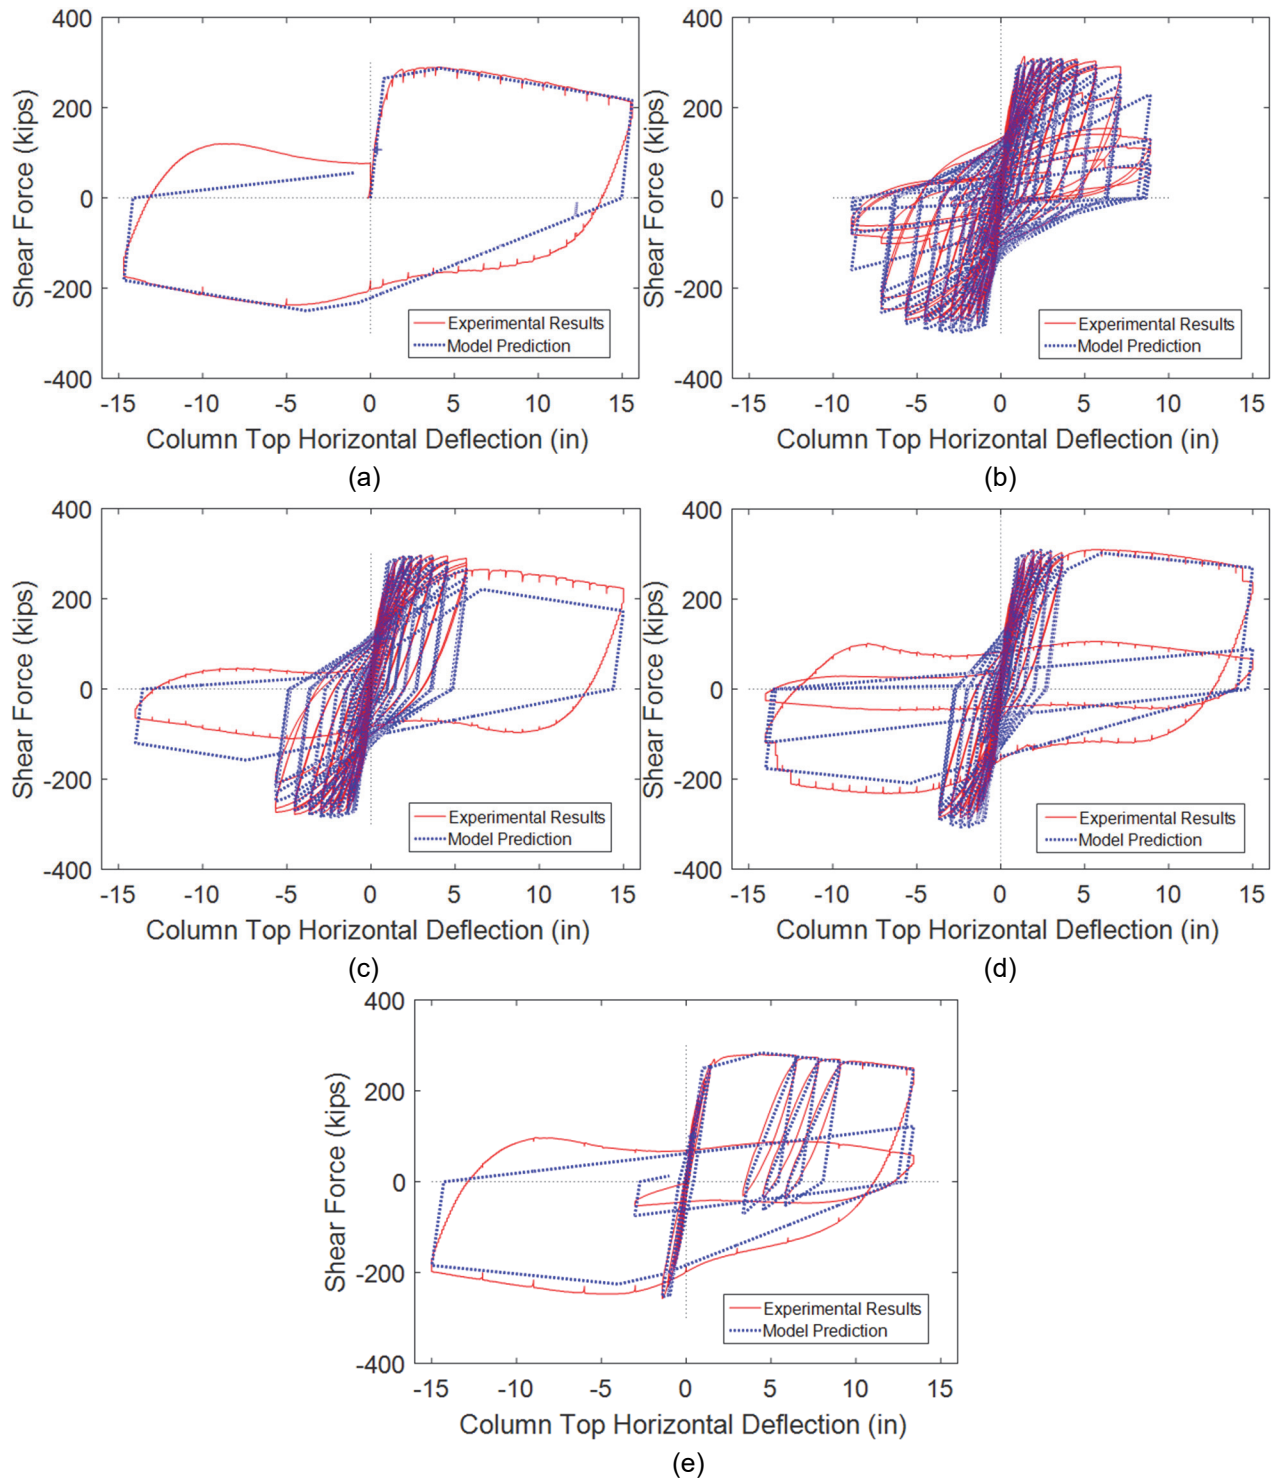 400
200
0
-200
-400
Shear Force (kips)
Experimental Results
Model Prediction
-15 -10 -5 0 5 10 15
Column Top Horizontal Deflection (in)
(a)
400
200
0
-200
-400
Shear Force (kips)
Experimental Results
Model Prediction
-15 -10 -5 0 5 10 15
Column Top Horizontal Deflection (in)
(b)
400
200
0
-200
-400
Shear Force (kips)
Experimental Results
Model Prediction
-15 -10 -5 0 5 10 15
Column Top Horizontal Deflection (in)
(c)
400
200
0
-200
-400
Shear Force (kips)
Experimental Results
Model Prediction
-15 -10 -5 0 5 10 15
Column Top Horizontal Deflection (in)
(d)
400
200
0
-200
-400
Shear Force (kips)
Experimental Results
Model Prediction
-15 -10 -5 0 5 10 15
Column Top Horizontal Deflection (in)
(e)